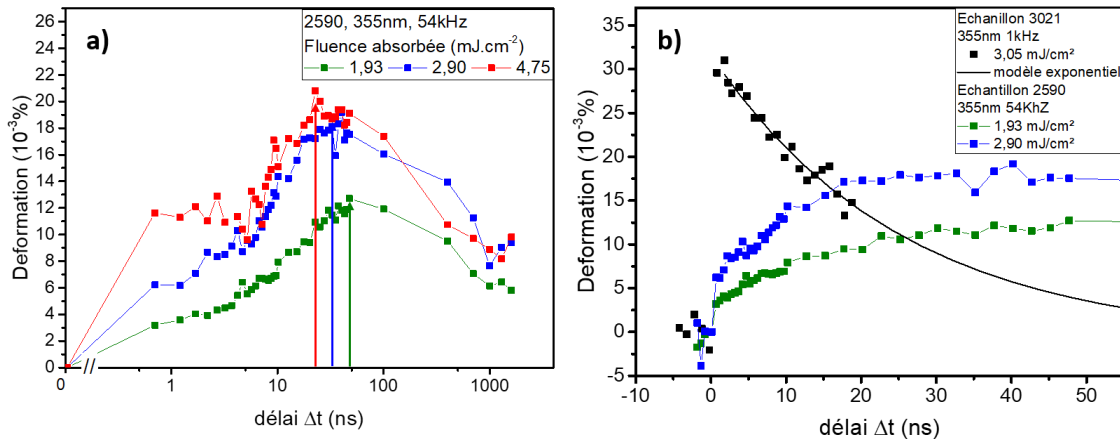 a)
2590, 355nm, 54kHz
Fluence absorbée (mJ.cm⁻²)
1,93 2,90 4,75
Deformation (10⁻³%)
26
24
22
20
18
16
14
12
10
8
6
4
2
0
0 // 1 10 100 1000
délai Δt (ns)
b)
Echanillon 3021
355nm 1kHz
3,05 mJ/cm²
modèle exponentiel
Echantillon 2590
355nm 54KhZ
1,93 mJ/cm²
2,90 mJ/cm²
Deformation (10⁻³%)
35
30
25
20
15
10
5
0
-5
-10 0 10 20 30 40 50
délai Δt (ns)